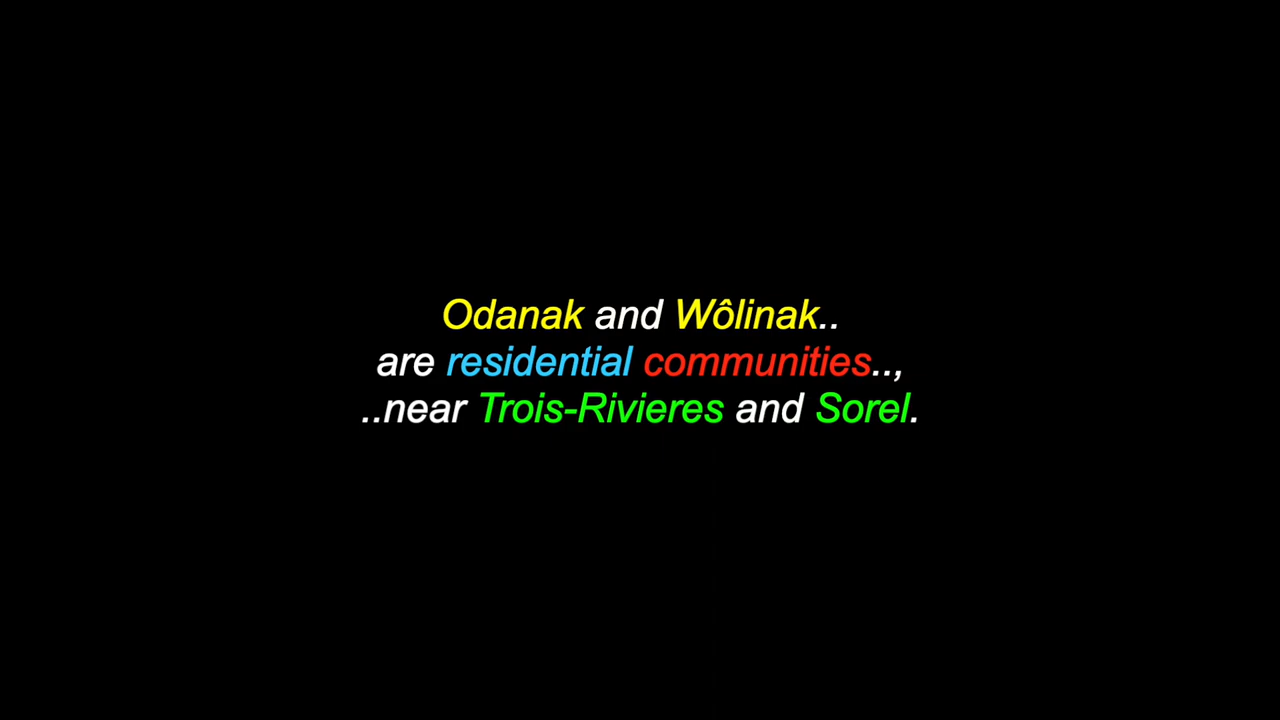 Odanak and Wôlinak..
are residential communities..,
..near Trois-Rivieres and Sorel.